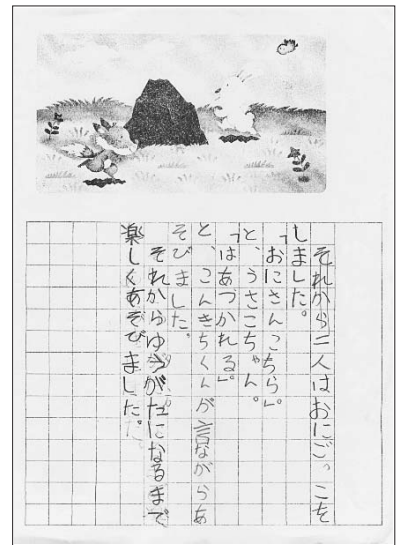 それから二人はおにごっこを
しました。
「おにさんこちら」。
と、うさこちゃん。
「はあづかれる」。
と、こんきちくんが言ながらあ
そびました。
それからゆうがたになるまで
楽しくあそびました。